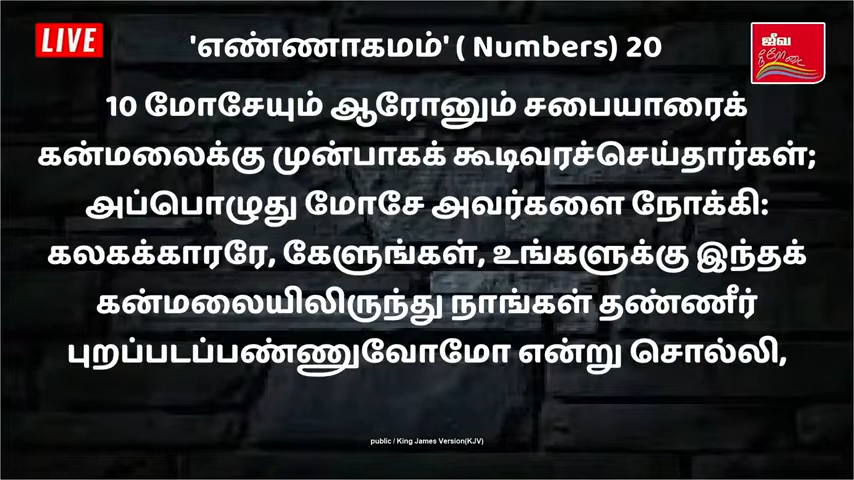 LIVE
'எண்ணாகமம்' ( Numbers) 20
ஜீவ
நீரோடை
10 மோசேயும் ஆரோனும் சபையாரைக்
கன்மலைக்கு முன்பாகக் கூடிவரச்செய்தார்கள்;
அப்பொழுது மோசே அவர்களை நோக்கி:
கலகக்காரரே, கேளுங்கள், உங்களுக்கு இந்தக்
கன்மலையிலிருந்து நாங்கள் தண்ணீர்
புறப்படப்பண்ணுவோமோ என்று சொல்லி,
public / King James Version(KJV)